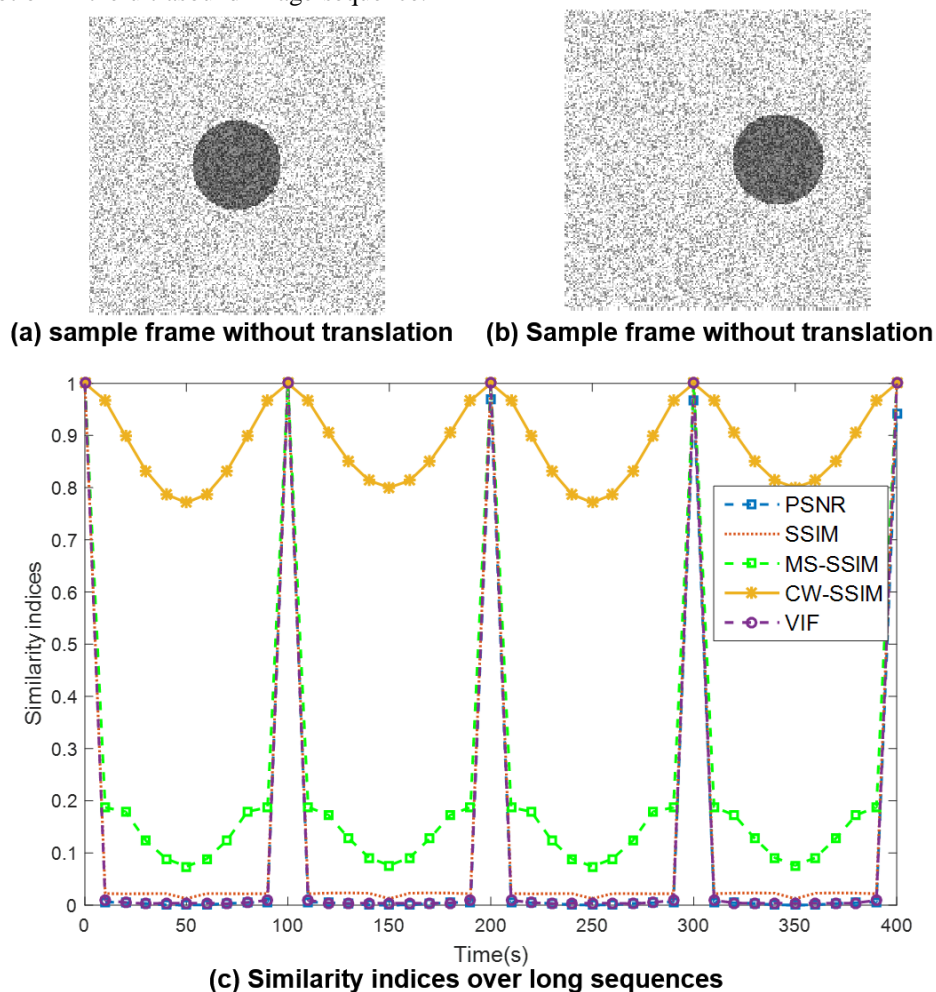 (a) sample frame without translation (b) Sample frame without translation
1
0.9
0.8
0.7
0.6
0.5
0.4
0.3
0.2
0.1
0
Similarity indices
PSNR
SSIM
MS-SSIM
CW-SSIM
VIF
0 50 100 150 200 250 300 350 400
Time(s)
(c) Similarity indices over long sequences